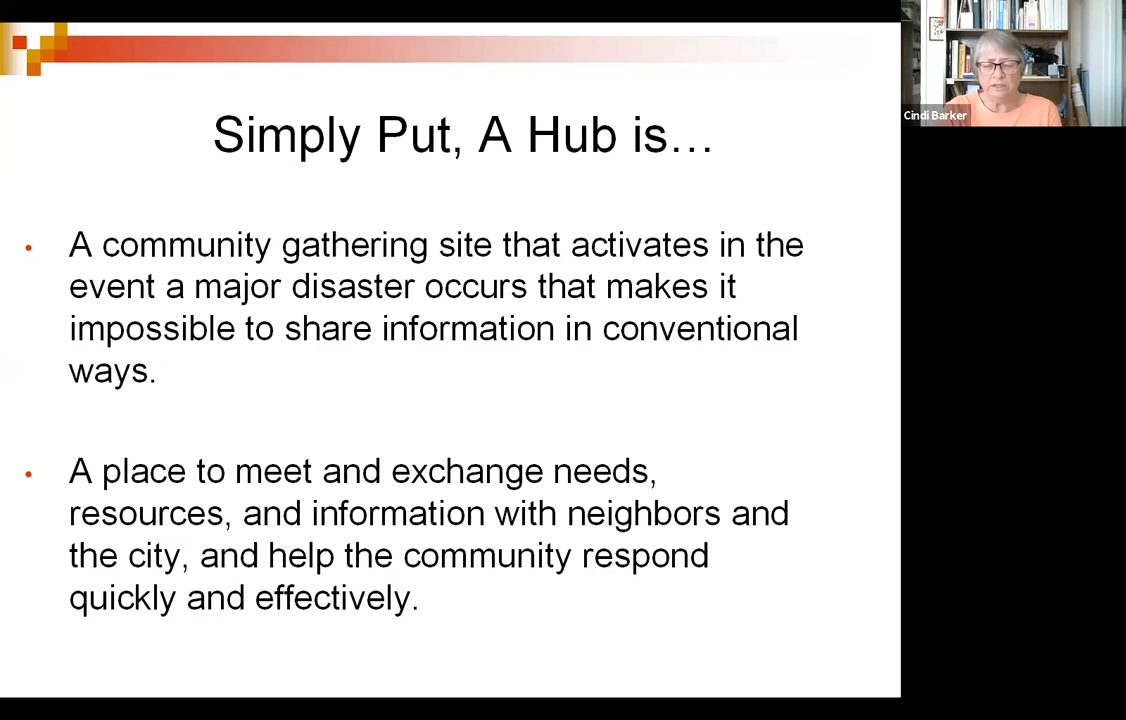 Simply Put, A Hub is…
• A community gathering site that activates in the
event a major disaster occurs that makes it
impossible to share information in conventional
ways.
• A place to meet and exchange needs,
resources, and information with neighbors and
the city, and help the community respond
quickly and effectively.
Cindi Barker